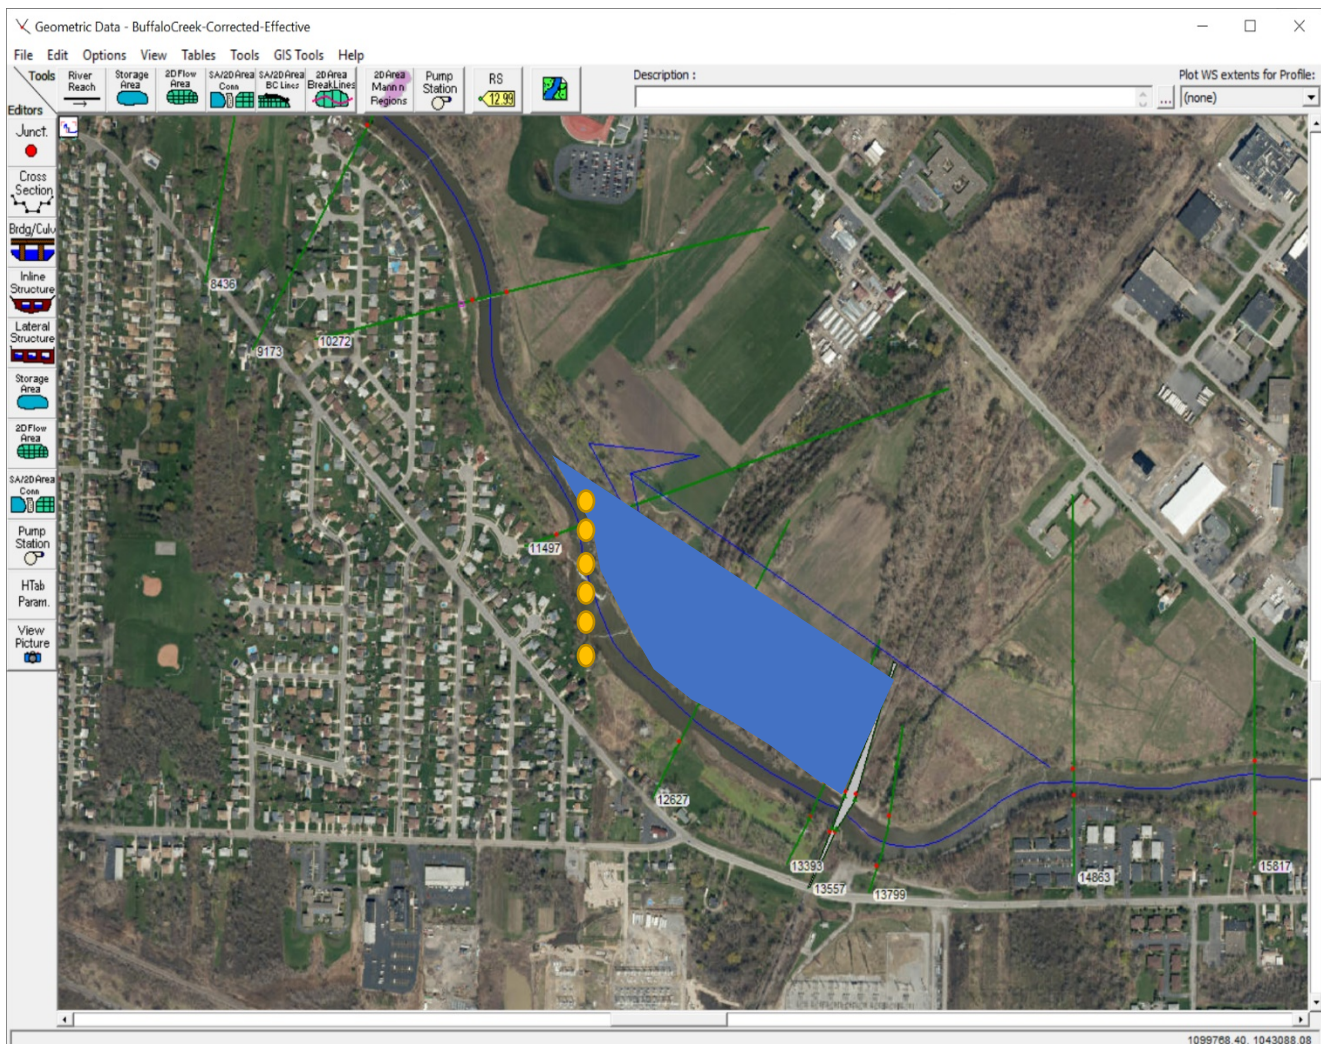 Geometric Data - BuffaloCreek-Corrected-Effective
File Edit Options View Tables Tools GIS Tools Help
Tools
Editors
River
Reach
Storage
Area
2D Flow
Area
SA/2D Area
Conn
SA/2D Area
BC Lines
2D Area
BreakLines
2D Area
Mann n
Regions
Pump
Station
RS
12.99
Description :
...
Plot WS extents for Profile:
(none)
Junct.
Cross
Section
Brdg/Culv
Inline
Structure
Lateral
Structure
Storage
Area
2D Flow
Area
SA/2D Area
Conn
Pump
Station
HTab
Param.
View
Picture
8436
9173
10272
11497
12627
13393
13557
13799
14863
15817
1099768.40, 1043088.08